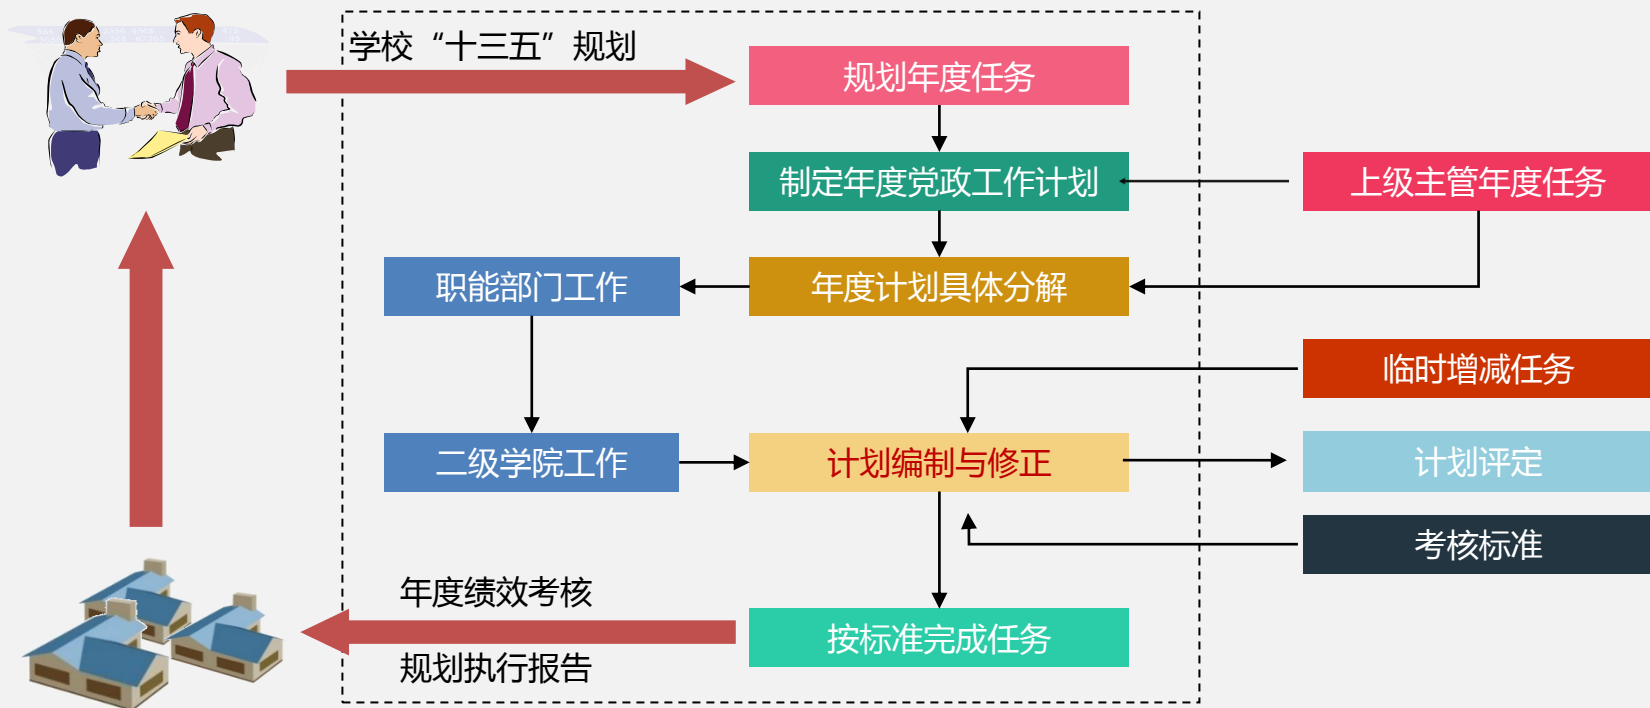 学校“十三五”规划
规划年度任务
制定年度党政工作计划
上级主管年度任务
职能部门工作
年度计划具体分解
临时增减任务
二级学院工作
计划编制与修正
计划评定
考核标准
年度绩效考核
按标准完成任务
规划执行报告